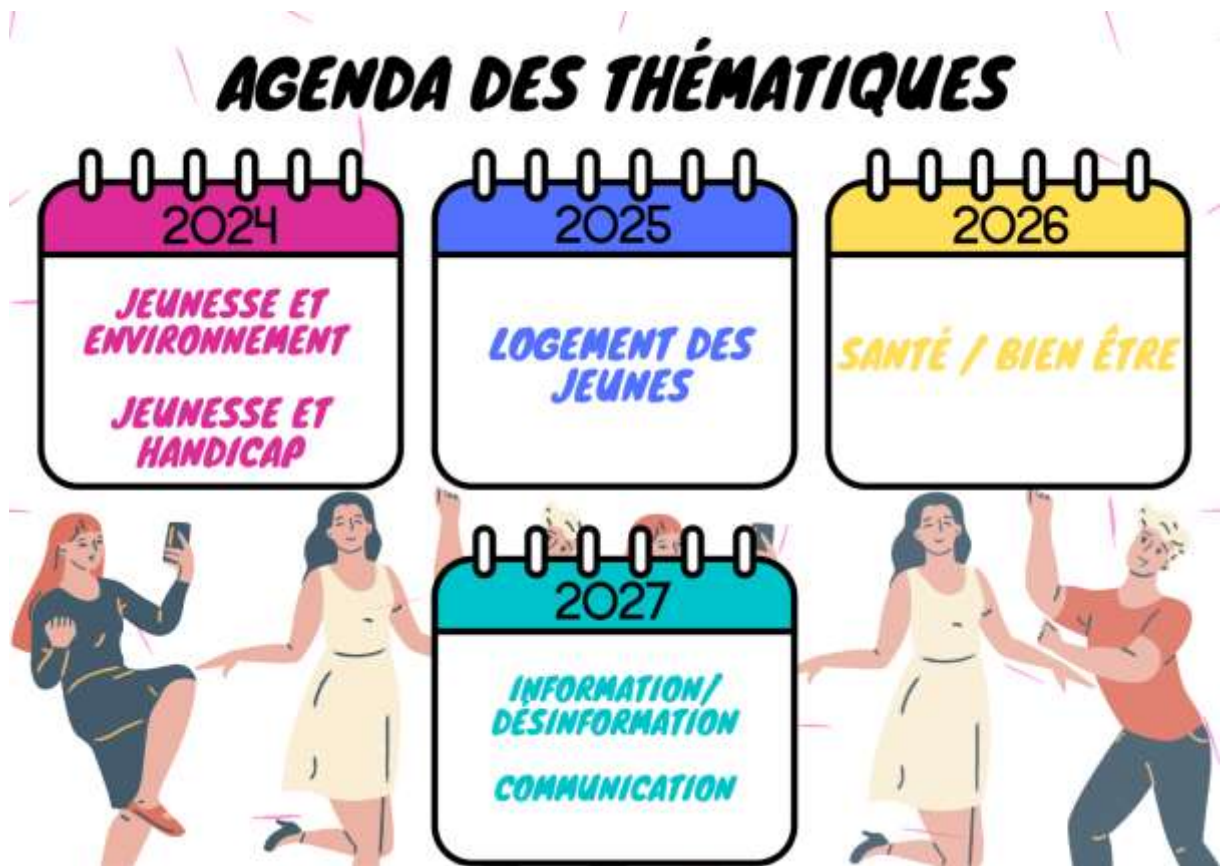 AGENDA DES THÉMATIQUES
2024
JEUNESSE ET
ENVIRONNEMENT
JEUNESSE ET
HANDICAP
2025
LOGEMENT DES
JEUNES
2026
SANTÉ / BIEN ÊTRE
2027
INFORMATION/
DÉSINFORMATION
COMMUNICATION